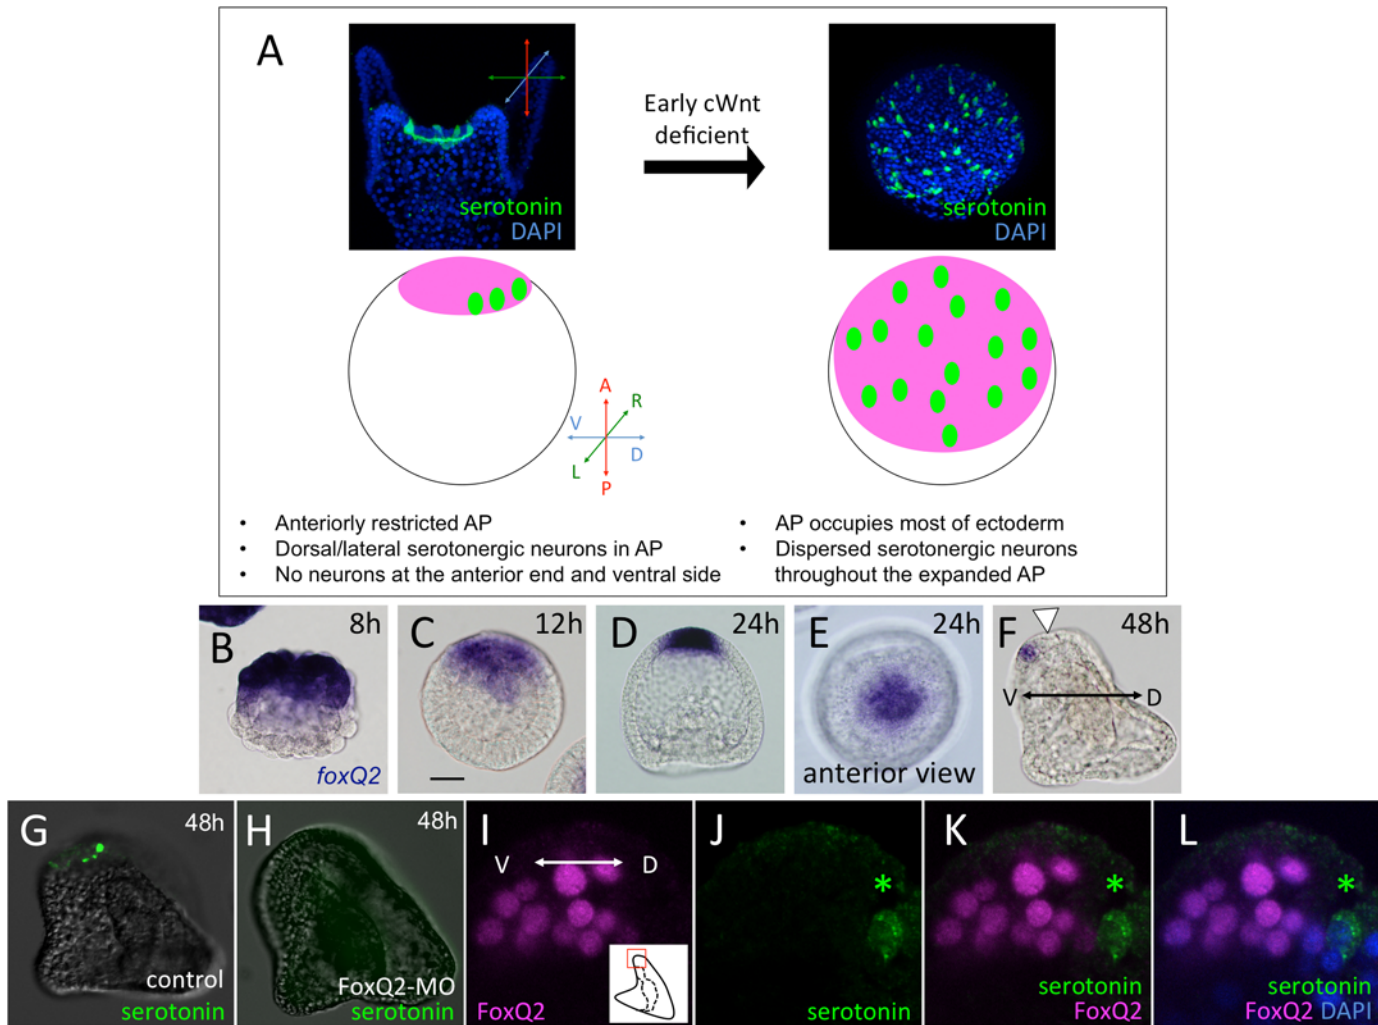 A
serotonin
DAPI
Early cWnt
deficient
serotonin
DAPI
A
R
V
D
L
P
• Anteriorly restricted AP
• Dorsal/lateral serotonergic neurons in AP
• No neurons at the anterior end and ventral side
• AP occupies most of ectoderm
• Dispersed serotonergic neurons
throughout the expanded AP
B
8h
foxQ2
C
12h
D
24h
E
24h
anterior view
F
48h
V
D
G
48h
control
serotonin
H
48h
FoxQ2-MO
serotonin
I
V
D
FoxQ2
J
*
serotonin
K
*
serotonin
FoxQ2
L
*
serotonin
FoxQ2 DAPI